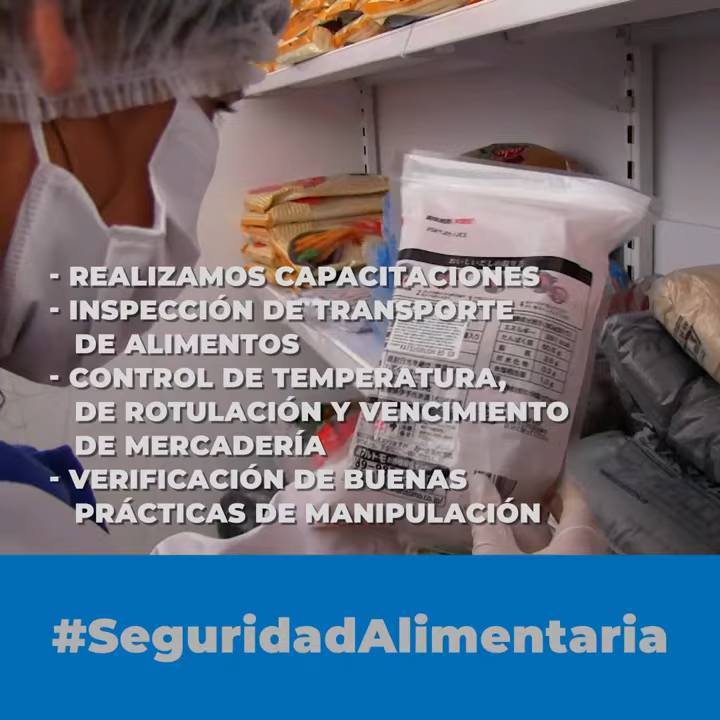 - REALIZAMOS CAPACITACIONES
- INSPECCIÓN DE TRANSPORTE
DE ALIMENTOS
- CONTROL DE TEMPERATURA,
DE ROTULACIÓN Y VENCIMIENTO
DE MERCADERÍA
- VERIFICACIÓN DE BUENAS
PRÁCTICAS DE MANIPULACIÓN
#SeguridadAlimentaria